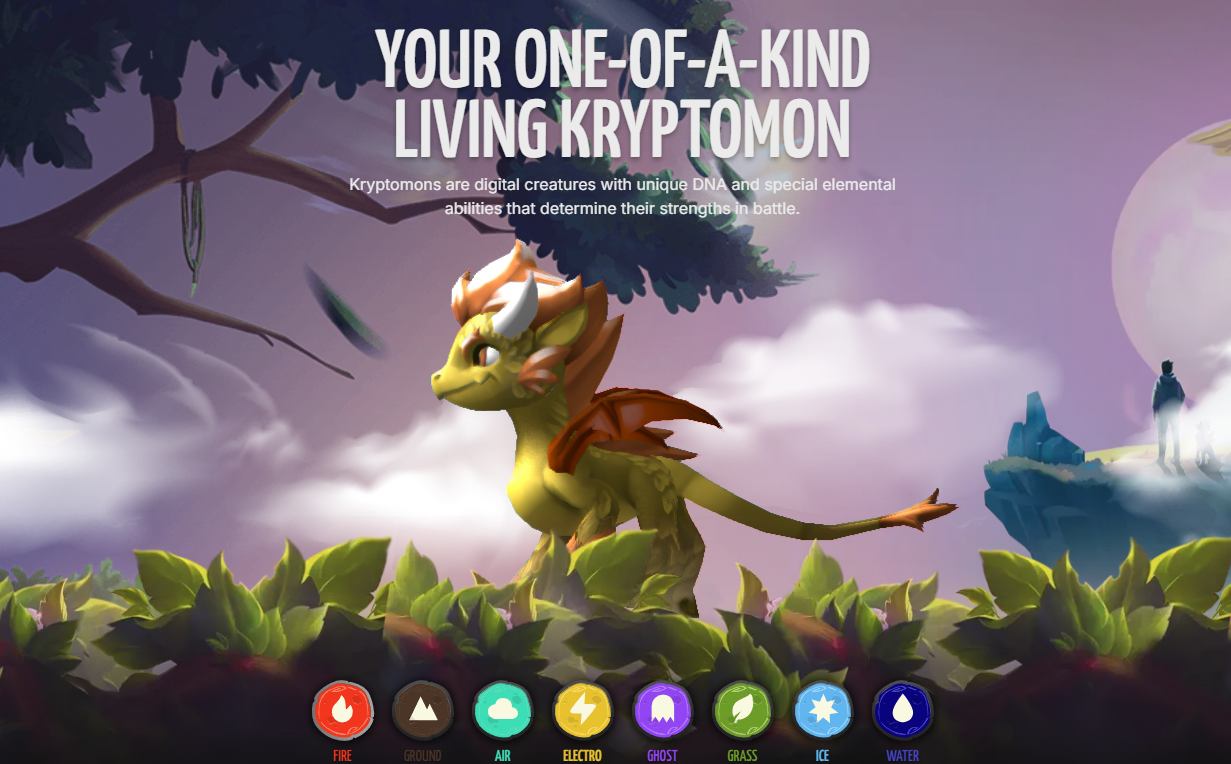 YOUR ONE-OF-A-KIND
LIVING KRYPTOMON
Kryptomons are digital creatures with unique DNA and special elemental
abilities that determine their strengths in battle.
FIRE
GROUND
AIR
ELECTRO
GHOST
GRASS
ICE
WATER